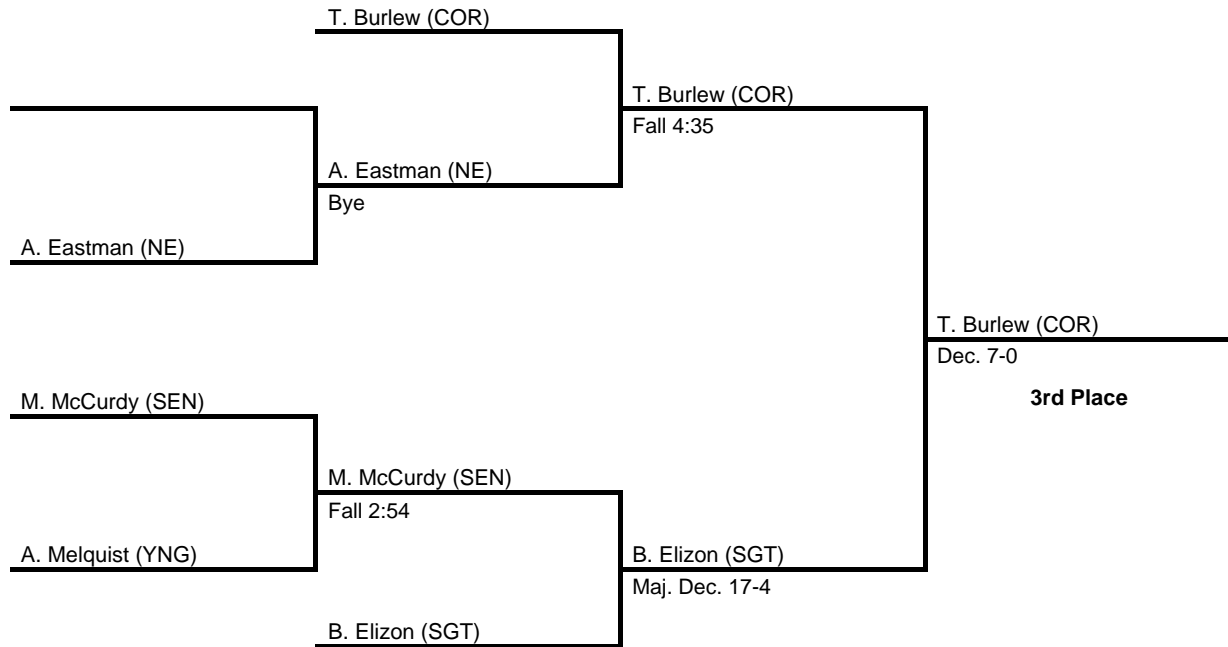 T. Burlew (COR)
T. Burlew (COR)
Fall 4:35
A. Eastman (NE)
Bye
A. Eastman (NE)
T. Burlew (COR)
Dec. 7-0
3rd Place
M. McCurdy (SEN)
M. McCurdy (SEN)
Fall 2:54
A. Melquist (YNG)
B. Elizon (SGT)
Maj. Dec. 17-4
B. Elizon (SGT)